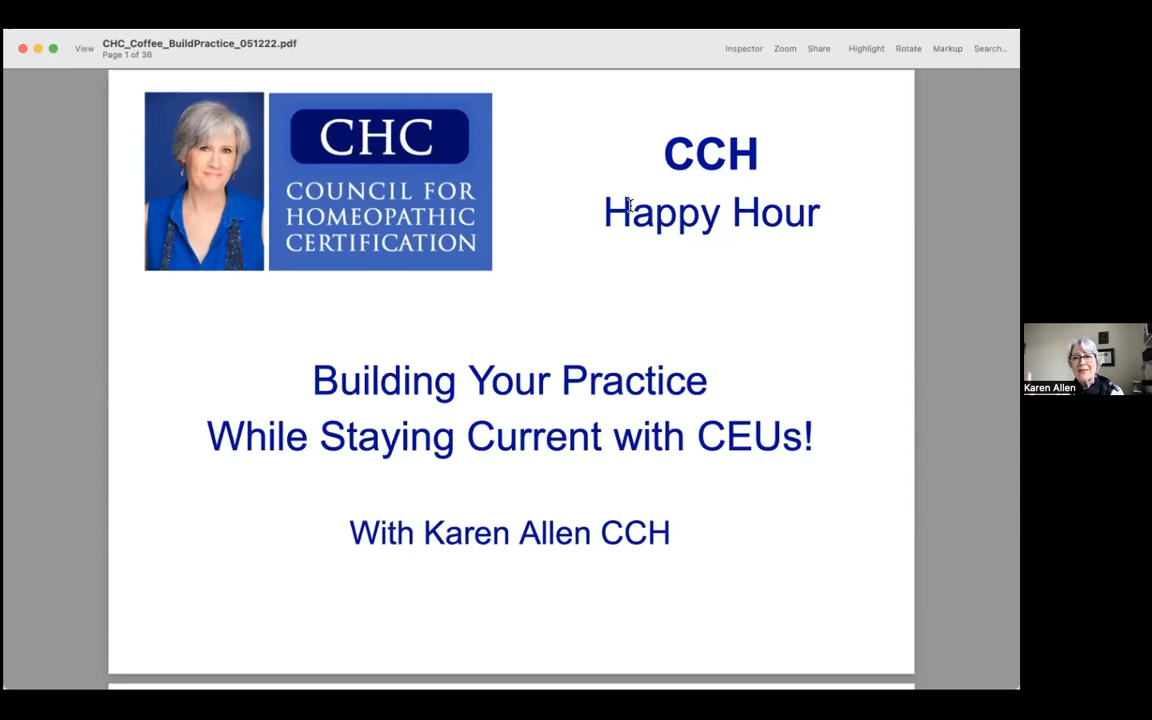 View
CHC_Coffee_BuildPractice_051222.pdf
Page 1 of 36
Inspector
Zoom
Share
Highlight
Rotate
Markup
Search...
CHC
COUNCIL FOR
HOMEOPATHIC
CERTIFICATION
CCH
Happy Hour
Building Your Practice
While Staying Current with CEUs!
With Karen Allen CCH
Karen Allen